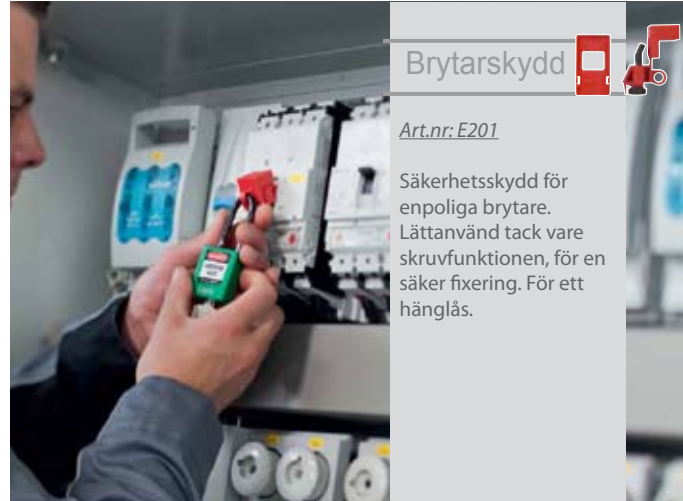 Brytarskydd
Art.nr: E201
Säkerhetsskydd för
enpoliga brytare.
Lättanvänd tack vare
skruvfunktionen, för en
säker fixering. För ett
hänglås.